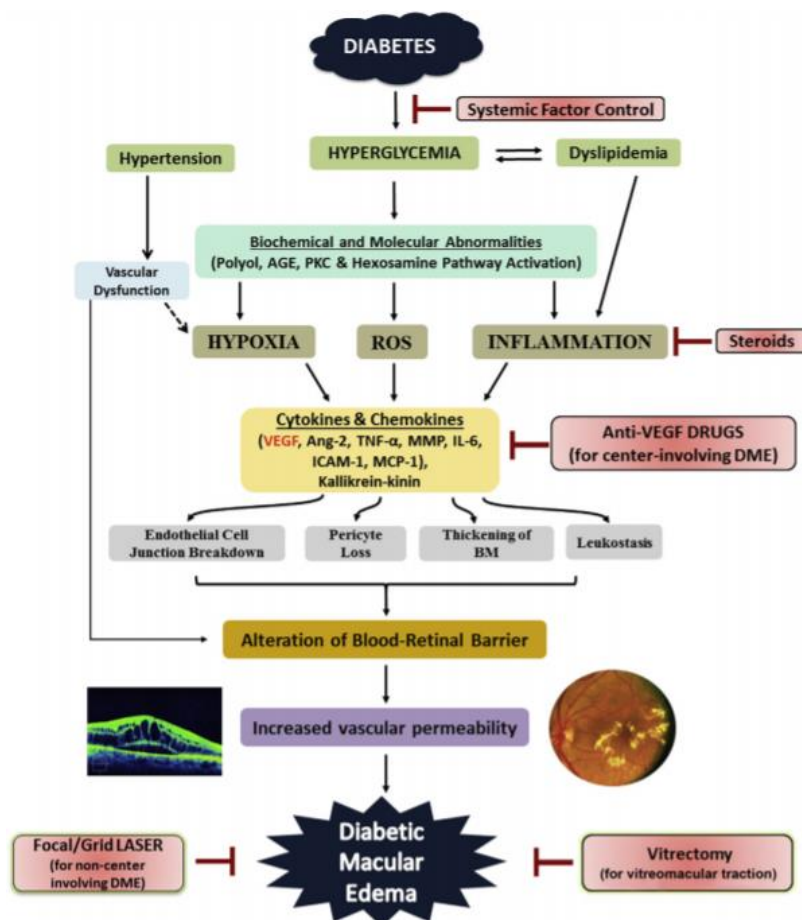 DIABETES
Systemic Factor Control
Hypertension
HYPERGLYCEMIA
Dyslipidemia
Biochemical and Molecular Abnormalities
(Polyol, AGE, PKC & Hexosamine Pathway Activation)
Vascular
Dysfunction
HYPOXIA
ROS
INFLAMMATION
Steroids
Cytokines & Chemokines
(VEGF, Ang-2, TNF-α, MMP, IL-6,
ICAM-1, MCP-1),
Kallikrein-kinin
Anti-VEGF DRUGS
(for center-involving DME)
Endothelial Cell
Junction Breakdown
Pericyte
Loss
Thickening of
BM
Leukostasis
Alteration of Blood-Retinal Barrier
Increased vascular permeability
Focal/Grid LASER
(for non-center
involving DME)
Diabetic
Macular
Edema
Vitrectomy
(for vitreomacular traction)